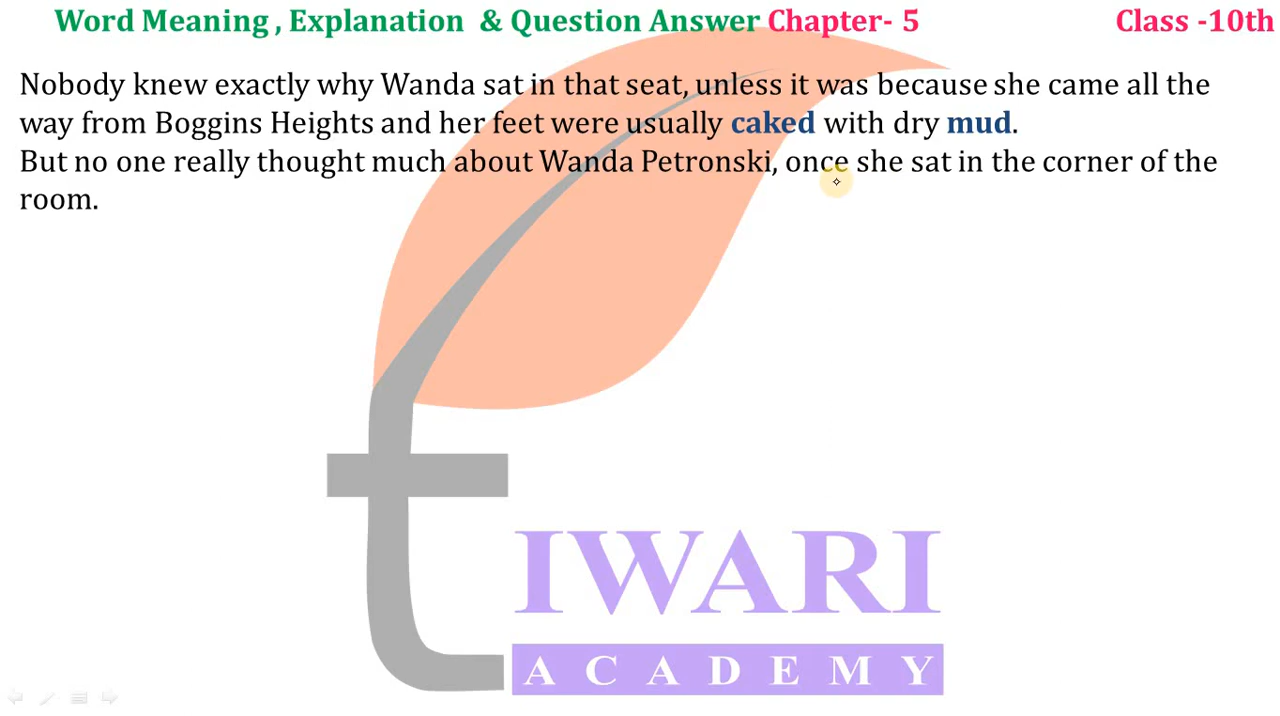 Word Meaning , Explanation & Question Answer Chapter- 5 Class -10th
Nobody knew exactly why Wanda sat in that seat, unless it was because she came all the
way from Boggins Heights and her feet were usually caked with dry mud.
But no one really thought much about Wanda Petronski, once she sat in the corner of the
room.
tIWARI
ACADEMY